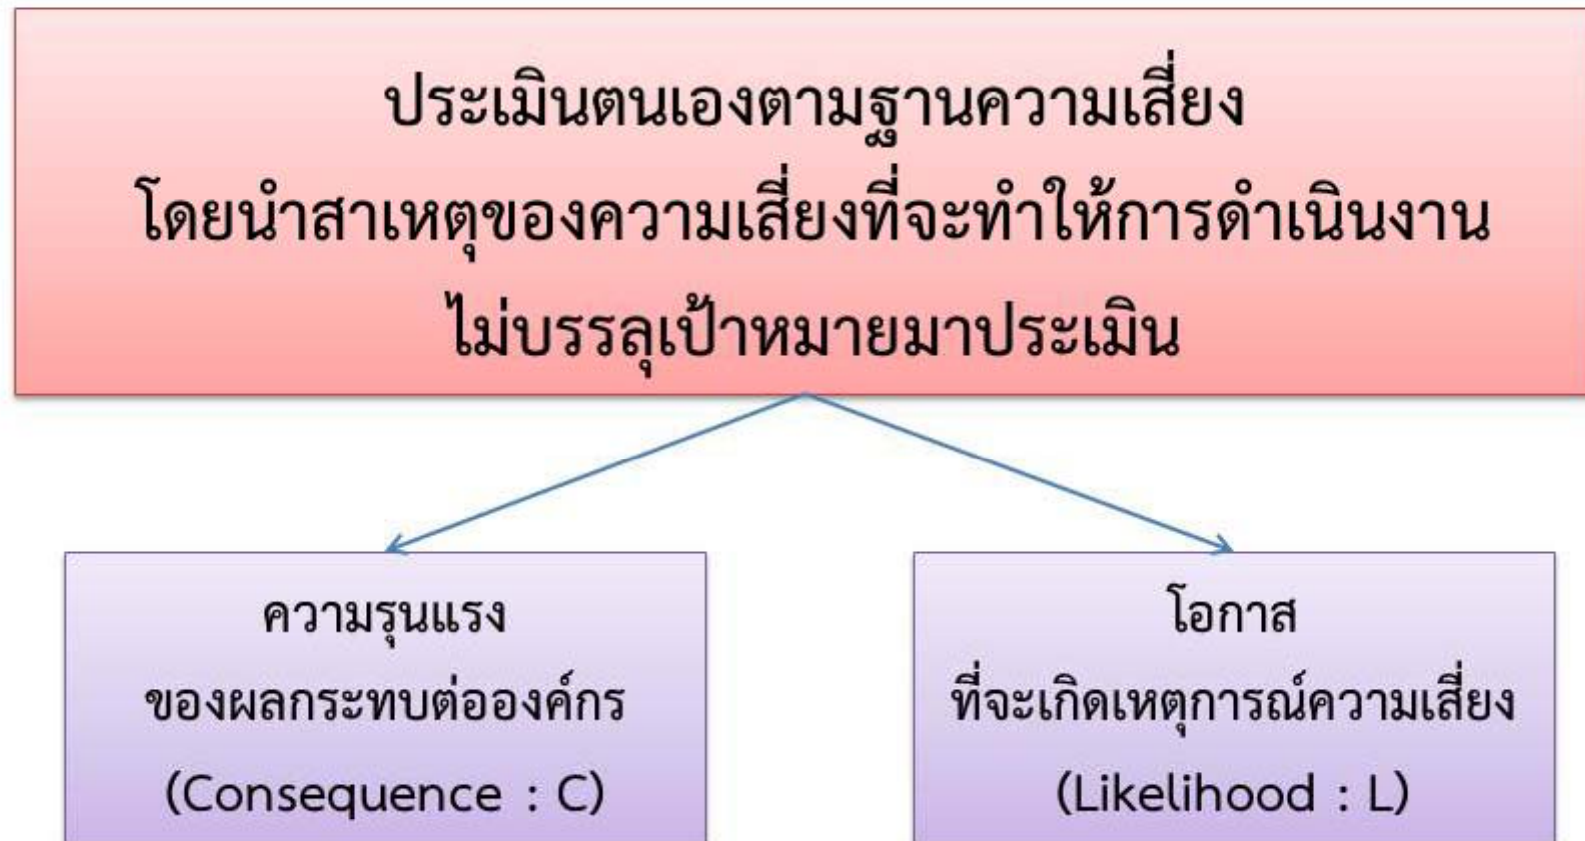 ประเมินตนเองตามฐานความเสี่ยง
โดยนำสาเหตุของความเสี่ยงที่จะทำให้การดำเนินงาน
ไม่บรรลุเป้าหมายมาประเมิน
ความรุนแรง
ของผลกระทบต่อองค์กร
(Consequence : C)
โอกาส
ที่จะเกิดเหตุการณ์ความเสี่ยง
(Likelihood : L)